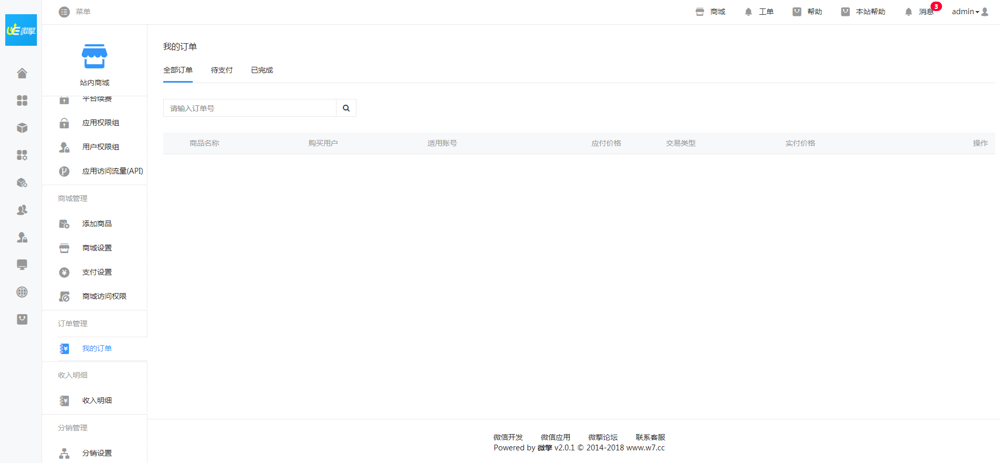 微擎
菜单
商城
工单
帮助
本站帮助
消息
3
admin
站内商城
平台续费
应用权限组
用户权限组
应用访问流量(API)
商城管理
添加商品
商城设置
支付设置
商城访问权限
订单管理
我的订单
收入明细
收入明细
分销管理
分销设置
我的订单
全部订单 待支付 已完成
请输入订单号
商品名称 购买用户 适用账号 应付价格 交易类型 实付价格 操作
微信开发 微信应用 微擎论坛 联系客服
Powered by 微擎 v2.0.1 © 2014-2018 www.w7.cc